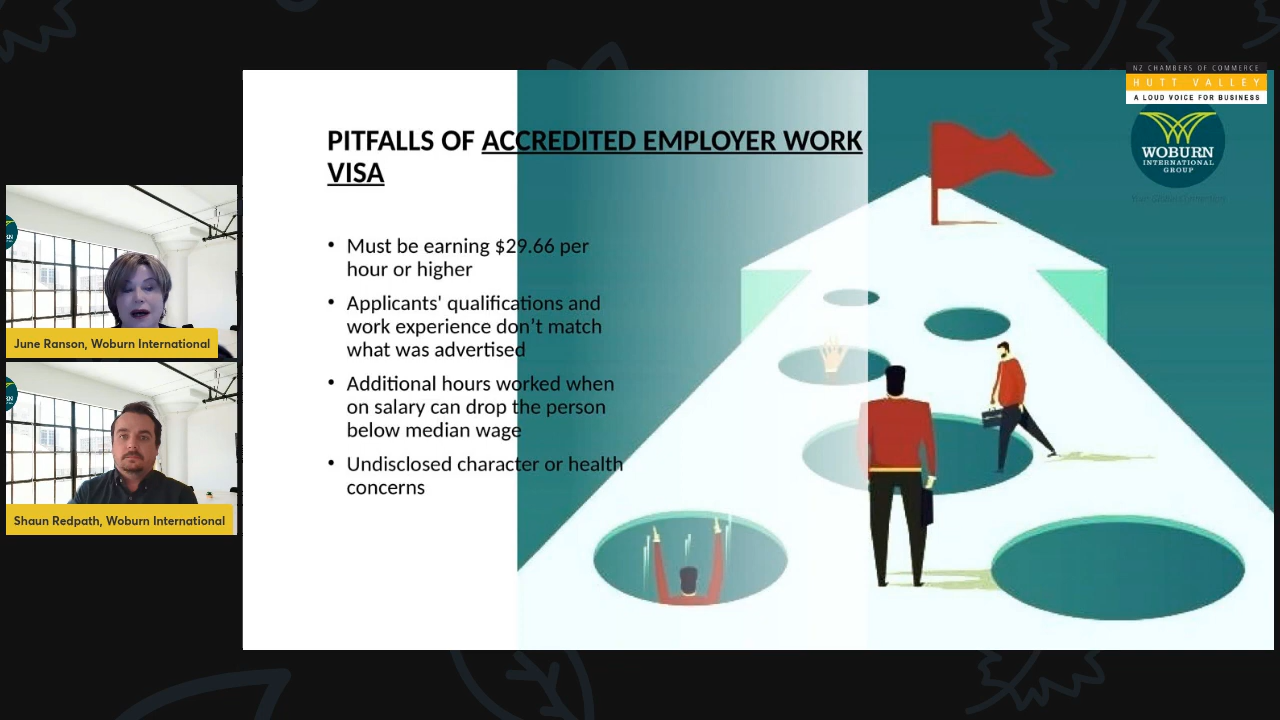 NZ CHAMBERS OF COMMERCE
HUTT VALLEY
A LOUD VOICE FOR BUSINESS
WOBURN
INTERNATIONAL
GROUP
PITFALLS OF ACCREDITED EMPLOYER WORK
VISA
• Must be earning $29.66 per
hour or higher
• Applicants' qualifications and
work experience don’t match
what was advertised
• Additional hours worked when
on salary can drop the person
below median wage
• Undisclosed character or health
concerns
June Ranson, Woburn International
Shaun Redpath, Woburn International